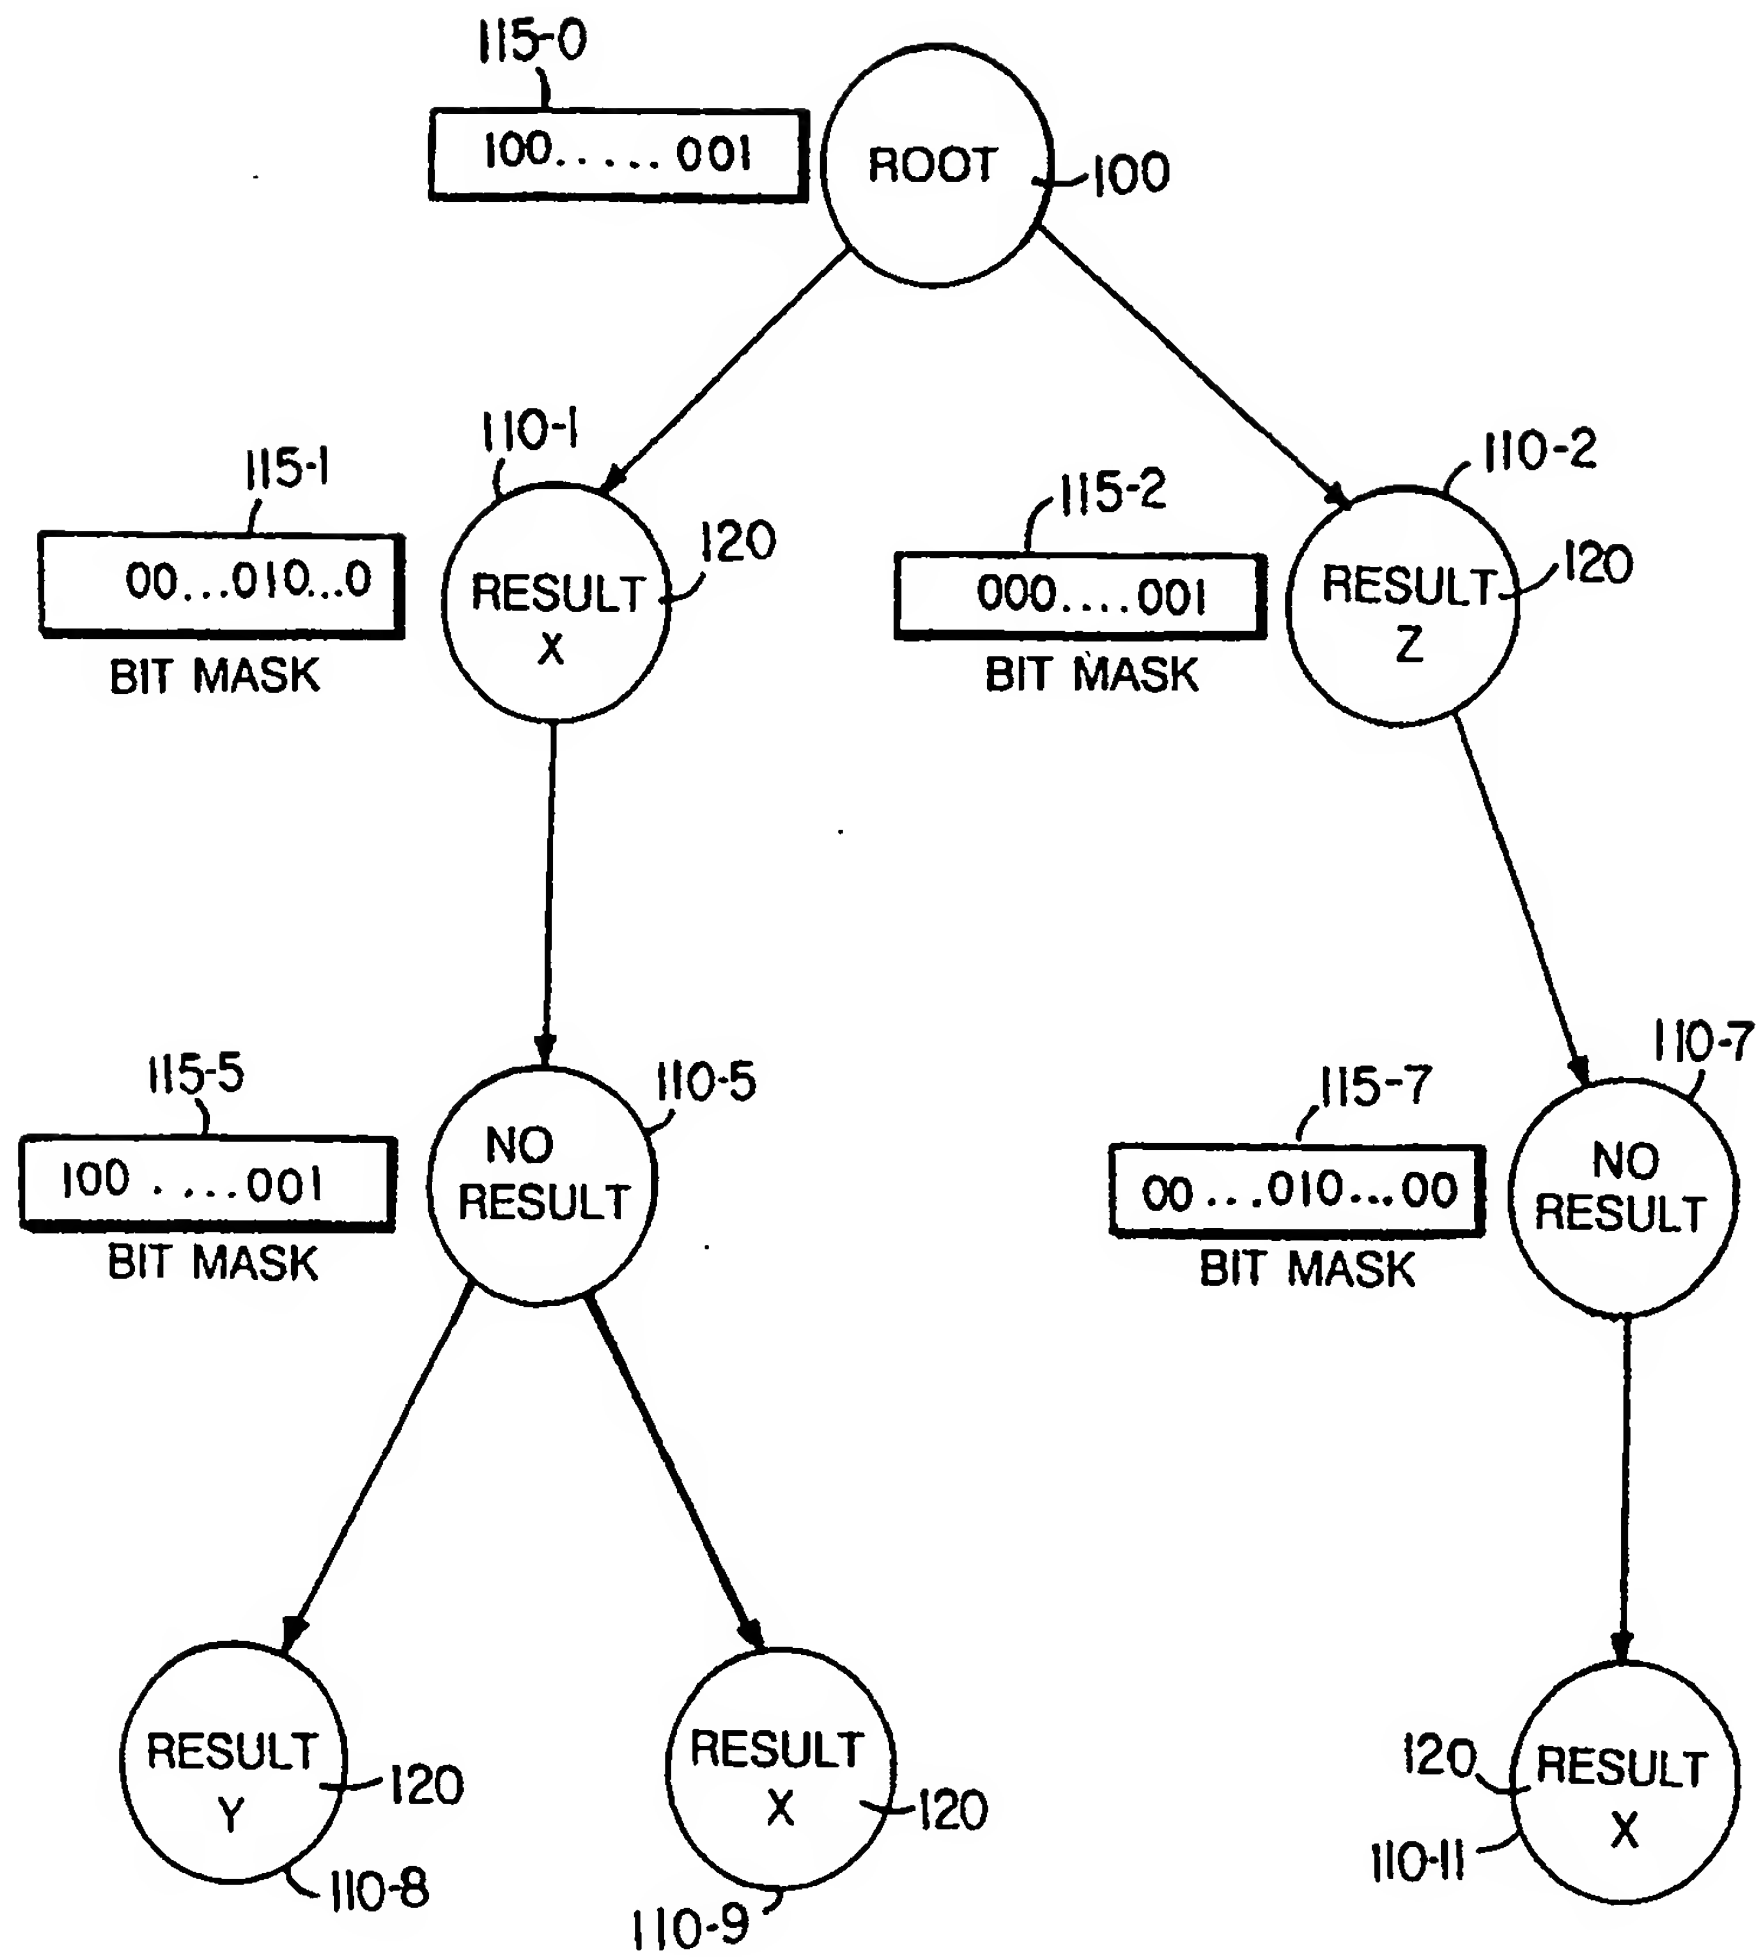 115-0
100.....001
ROOT
100
110-1
115-1
00...010...0
BIT MASK
RESULT
X
120
110-2
115-2
000....001
BIT MASK
RESULT
Z
120
115-5
100....001
BIT MASK
110-5
NO
RESULT
110-7
115-7
00...010...00
BIT MASK
NO
RESULT
RESULT
Y
120
110-8
RESULT
X
120
110-9
120
RESULT
X
110-11